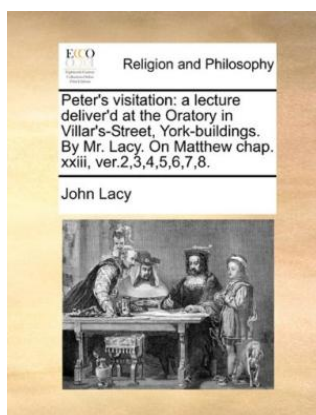 ECCO
Religion and Philosophy
Peter's visitation: a lecture
deliver'd at the Oratory in
Villar's-Street, York-buildings.
By Mr. Lacy. On Matthew chap.
xxiii, ver.2,3,4,5,6,7,8.
John Lacy